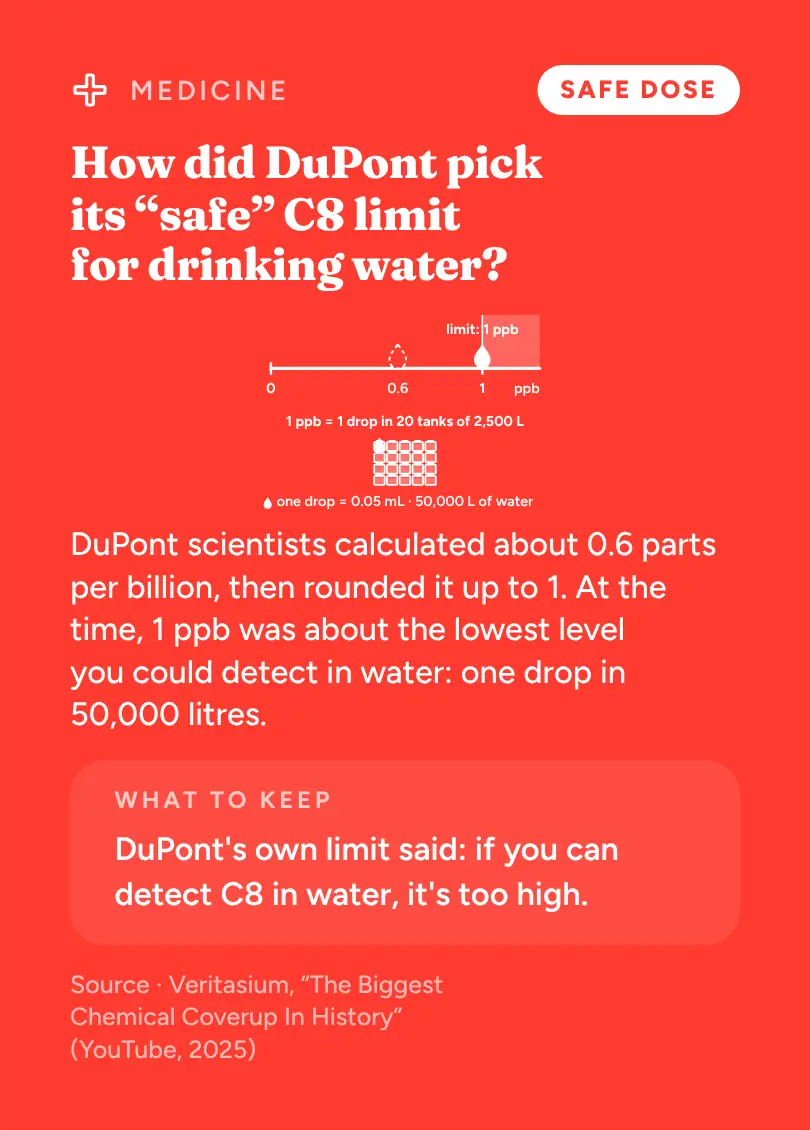 MEDICINE
SAFE DOSE
How did DuPont pick
its “safe” C8 limit
for drinking water?
limit: 1 ppb
0
0.6
1
ppb
1 ppb = 1 drop in 20 tanks of 2,500 L
one drop = 0.05 mL · 50,000 L of water
DuPont scientists calculated about 0.6 parts
per billion, then rounded it up to 1. At the
time, 1 ppb was about the lowest level
you could detect in water: one drop in
50,000 litres.
WHAT TO KEEP
DuPont's own limit said: if you can
detect C8 in water, it's too high.
Source · Veritasium, “The Biggest
Chemical Coverup In History”
(YouTube, 2025)